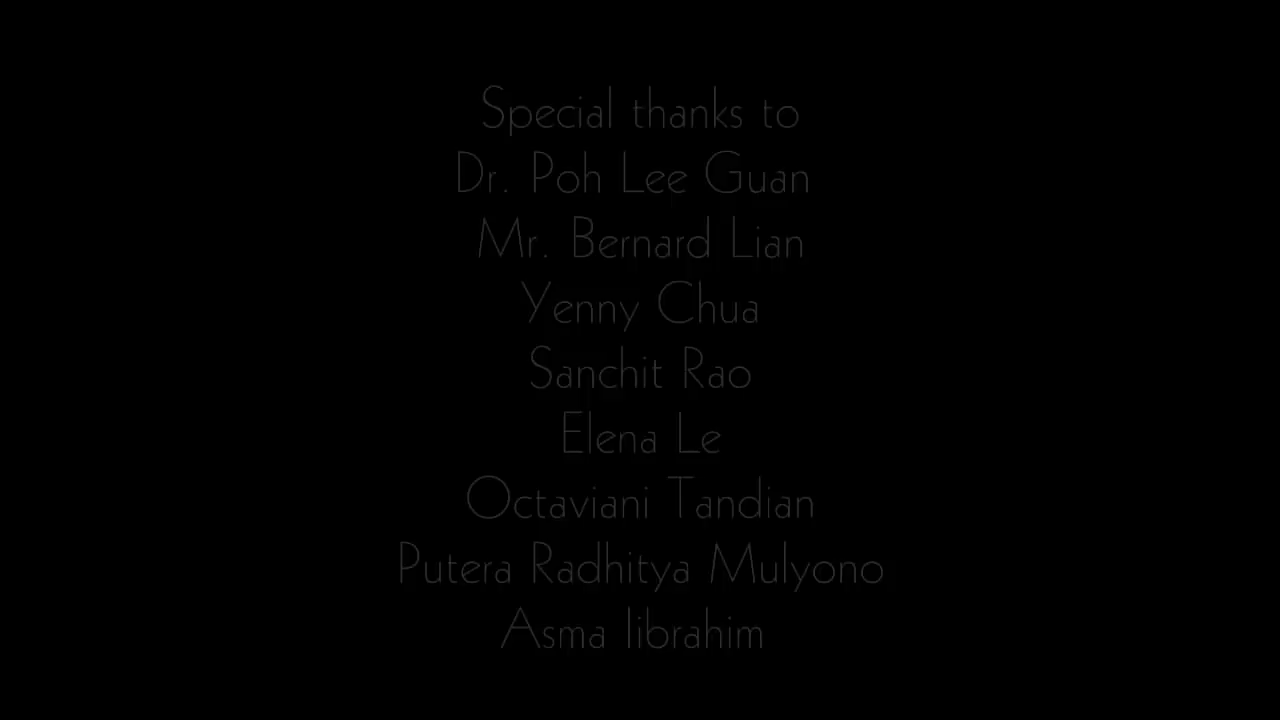 Special thanks to
Dr. Poh Lee Guan
Mr. Bernard Lian
Yenny Chua
Sanchit Rao
Elena Le
Octaviani Tandian
Putera Radhitya Mulyono
Asma Iibrahim